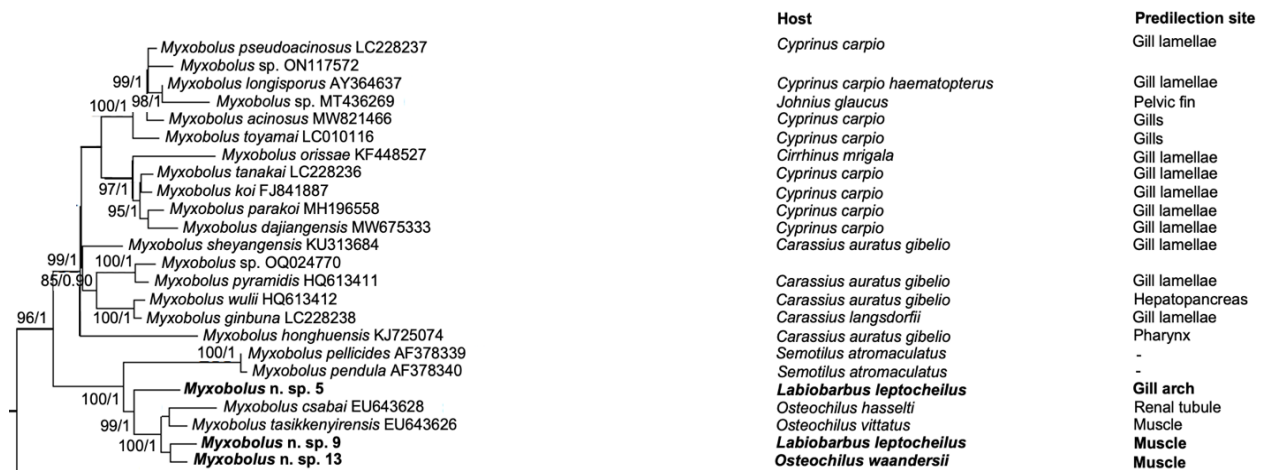 Host Predilection site
Myxobolus pseudoacinosus LC228237 Cyprinus carpio Gill lamellae
Myxobolus sp. ON117572
99/1
Myxobolus longisporus AY364637 Cyprinus carpio haematopterus Gill lamellae
100/1 98/1 Myxobolus sp. MT436269 Johnius glaucus Pelvic fin
Myxobolus acinosus MW821466 Cyprinus carpio Gills
Myxobolus toyamai LC010116 Cyprinus carpio Gills
Myxobolus orissae KF448527 Cirrhinus mrigala Gill lamellae
Myxobolus tanakai LC228236 Cyprinus carpio Gill lamellae
97/1 Myxobolus koi FJ841887 Cyprinus carpio Gill lamellae
95/1 Myxobolus parakoi MH196558 Cyprinus carpio Gill lamellae
Myxobolus dajiangensis MW675333 Cyprinus carpio Gill lamellae
Myxobolus sheyangensis KU313684 Carassius auratus gibelio Gill lamellae
99/1 100/1 Myxobolus sp. OQ024770
85/0.90 Myxobolus pyramidis HQ613411 Carassius auratus gibelio Gill lamellae
Myxobolus wulii HQ613412 Carassius auratus gibelio Hepatopancreas
96/1 100/1 Myxobolus ginbuna LC228238 Carassius langsdorfii Gill lamellae
Myxobolus honghuensis KJ725074 Carassius auratus gibelio Pharynx
100/1 Myxobolus pellicides AF378339 Semotilus atromaculatus -
Myxobolus pendula AF378340 Semotilus atromaculatus -
Myxobolus n. sp. 5 Labiobarbus leptocheilus Gill arch
100/1
Myxobolus csabai EU643628 Osteochilus hasselti Renal tubule
99/1 Myxobolus tasikkenyirensis EU643626 Osteochilus vittatus Muscle
100/1 Myxobolus n. sp. 9 Labiobarbus leptocheilus Muscle
Myxobolus n. sp. 13 Osteochilus waandersii Muscle